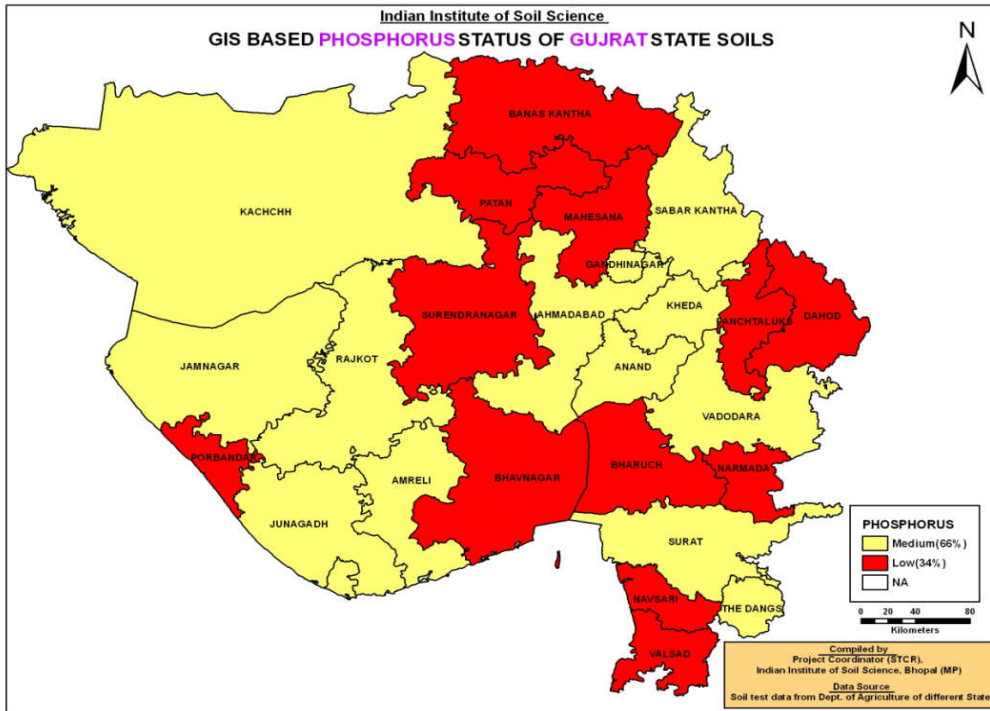 Indian Institute of Soil Science
GIS BASED PHOSPHORUS STATUS OF GUJRAT STATE SOILS
N
BANAS KANTHA
PATAN
MAHESANA
SABAR KANTHA
KACHCHH
GANDHINAGAR
SURENDRANAGAR
AHMADABAD
KHEDA
PANCHTALUKS
DAHOD
JAMNAGAR
RAJKOT
ANAND
VADODARA
PORBANDAR
AMRELI
BHAVNAGAR
BHARUCH
NARMADA
JUNAGADH
SURAT
NAVSARI
THE DANGS
VALSAD
PHOSPHORUS
Medium(66%)
Low(34%)
NA
0 20 40 80
Kilometers
Compiled by
Project Coordinator (STCR),
Indian Institute of Soil Science, Bhopal (MP)
Data Source
Soil test data from Dept. of Agriculture of different State